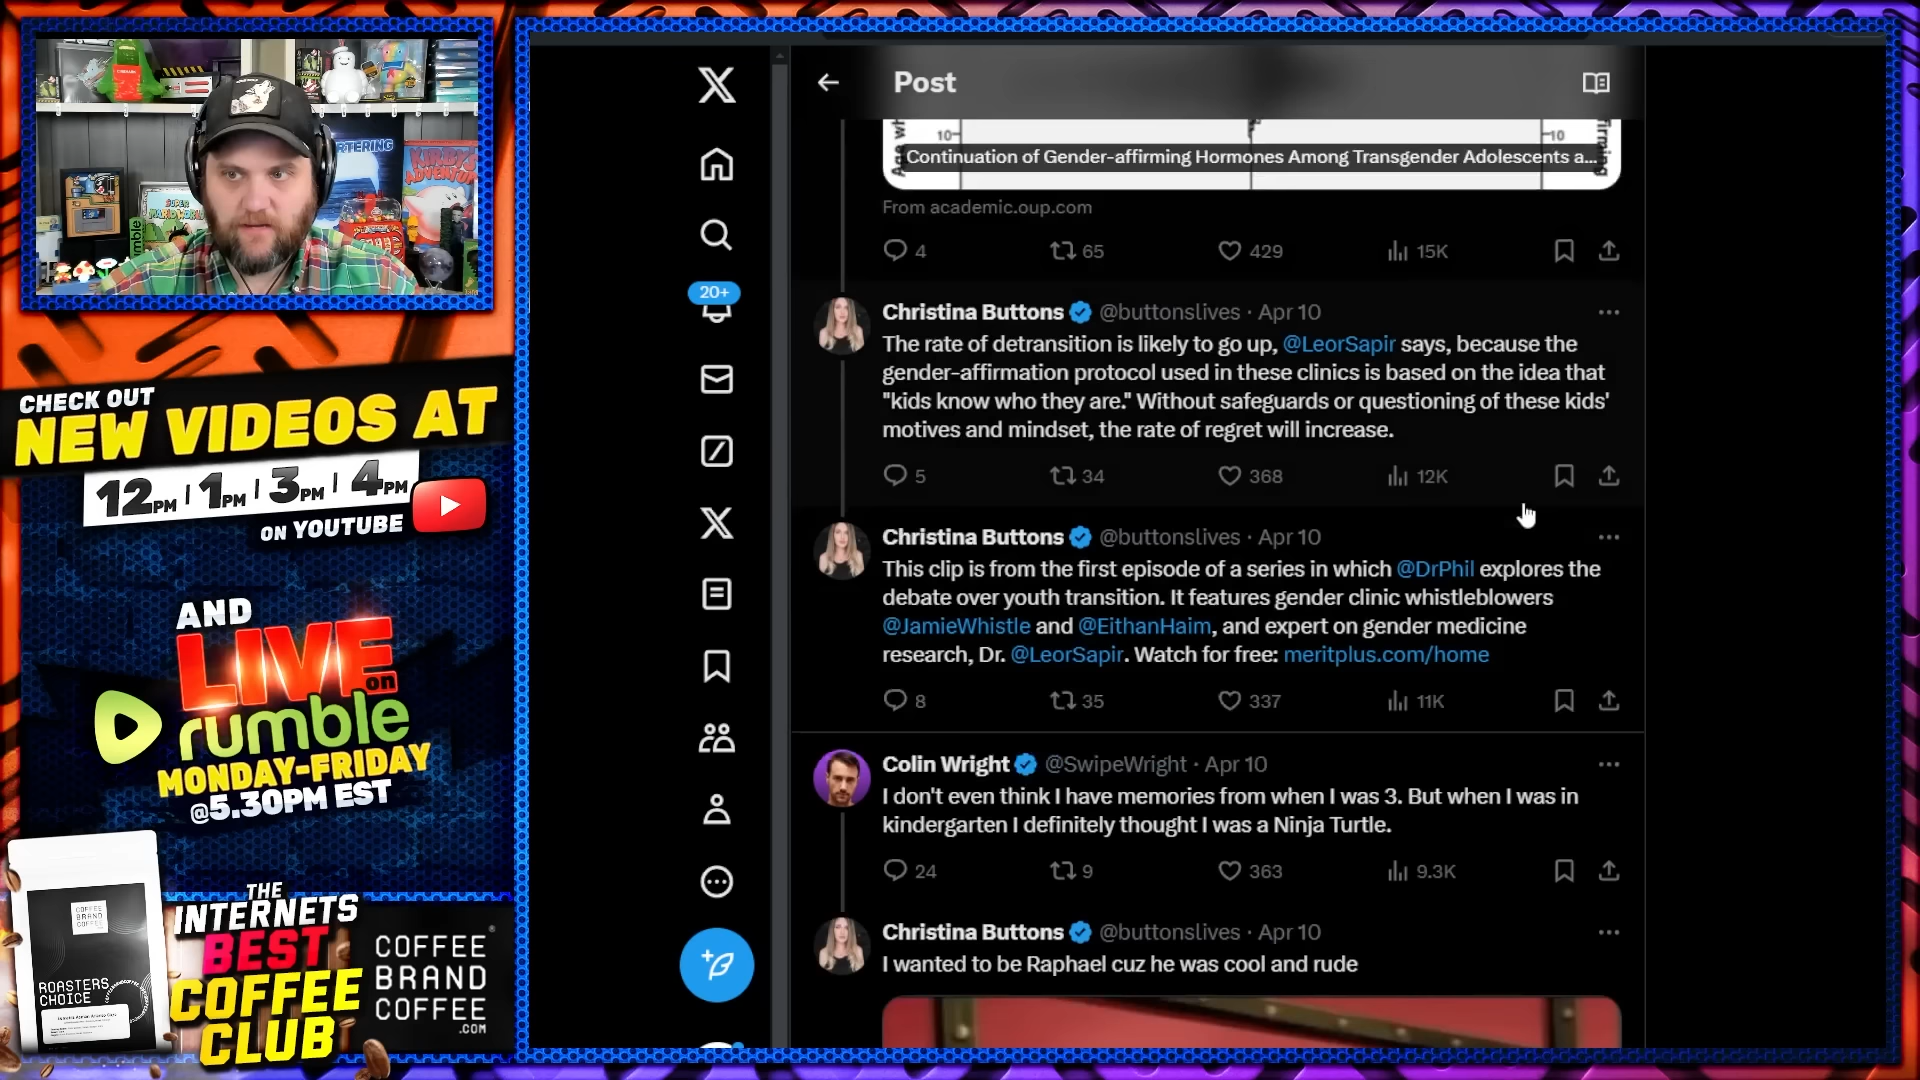 RTERING
KIRBY'S
SUPER
MARIO WORLD
CHECK OUT
NEW VIDEOS AT
12PM | 1PM | 3PM | 4PM
ON YOUTUBE
AND
LIVE on
rumble
MONDAY-FRIDAY
@5.30PM EST
COFFEE
BRAND
COFFEE
ROASTERS
CHOICE
THE
INTERNETS
BEST
COFFEE
CLUB
COFFEE
BRAND
COFFEE
.COM
20+
Post
10
10
Continuation of Gender-affirming Hormones Among Transgender Adolescents a...
From academic.oup.com
4 65 429 15K
Christina Buttons @buttonslives · Apr 10
The rate of detransition is likely to go up, @LeorSapir says, because the
gender-affirmation protocol used in these clinics is based on the idea that
"kids know who they are." Without safeguards or questioning of these kids'
motives and mindset, the rate of regret will increase.
5 34 368 12K
Christina Buttons @buttonslives · Apr 10
This clip is from the first episode of a series in which @DrPhil explores the
debate over youth transition. It features gender clinic whistleblowers
@JamieWhistle and @EithanHaim, and expert on gender medicine
research, Dr. @LeorSapir. Watch for free: meritplus.com/home
8 35 337 11K
Colin Wright @SwipeWright · Apr 10
I don't even think I have memories from when I was 3. But when I was in
kindergarten I definitely thought I was a Ninja Turtle.
24 9 363 9.3K
Christina Buttons @buttonslives · Apr 10
I wanted to be Raphael cuz he was cool and rude